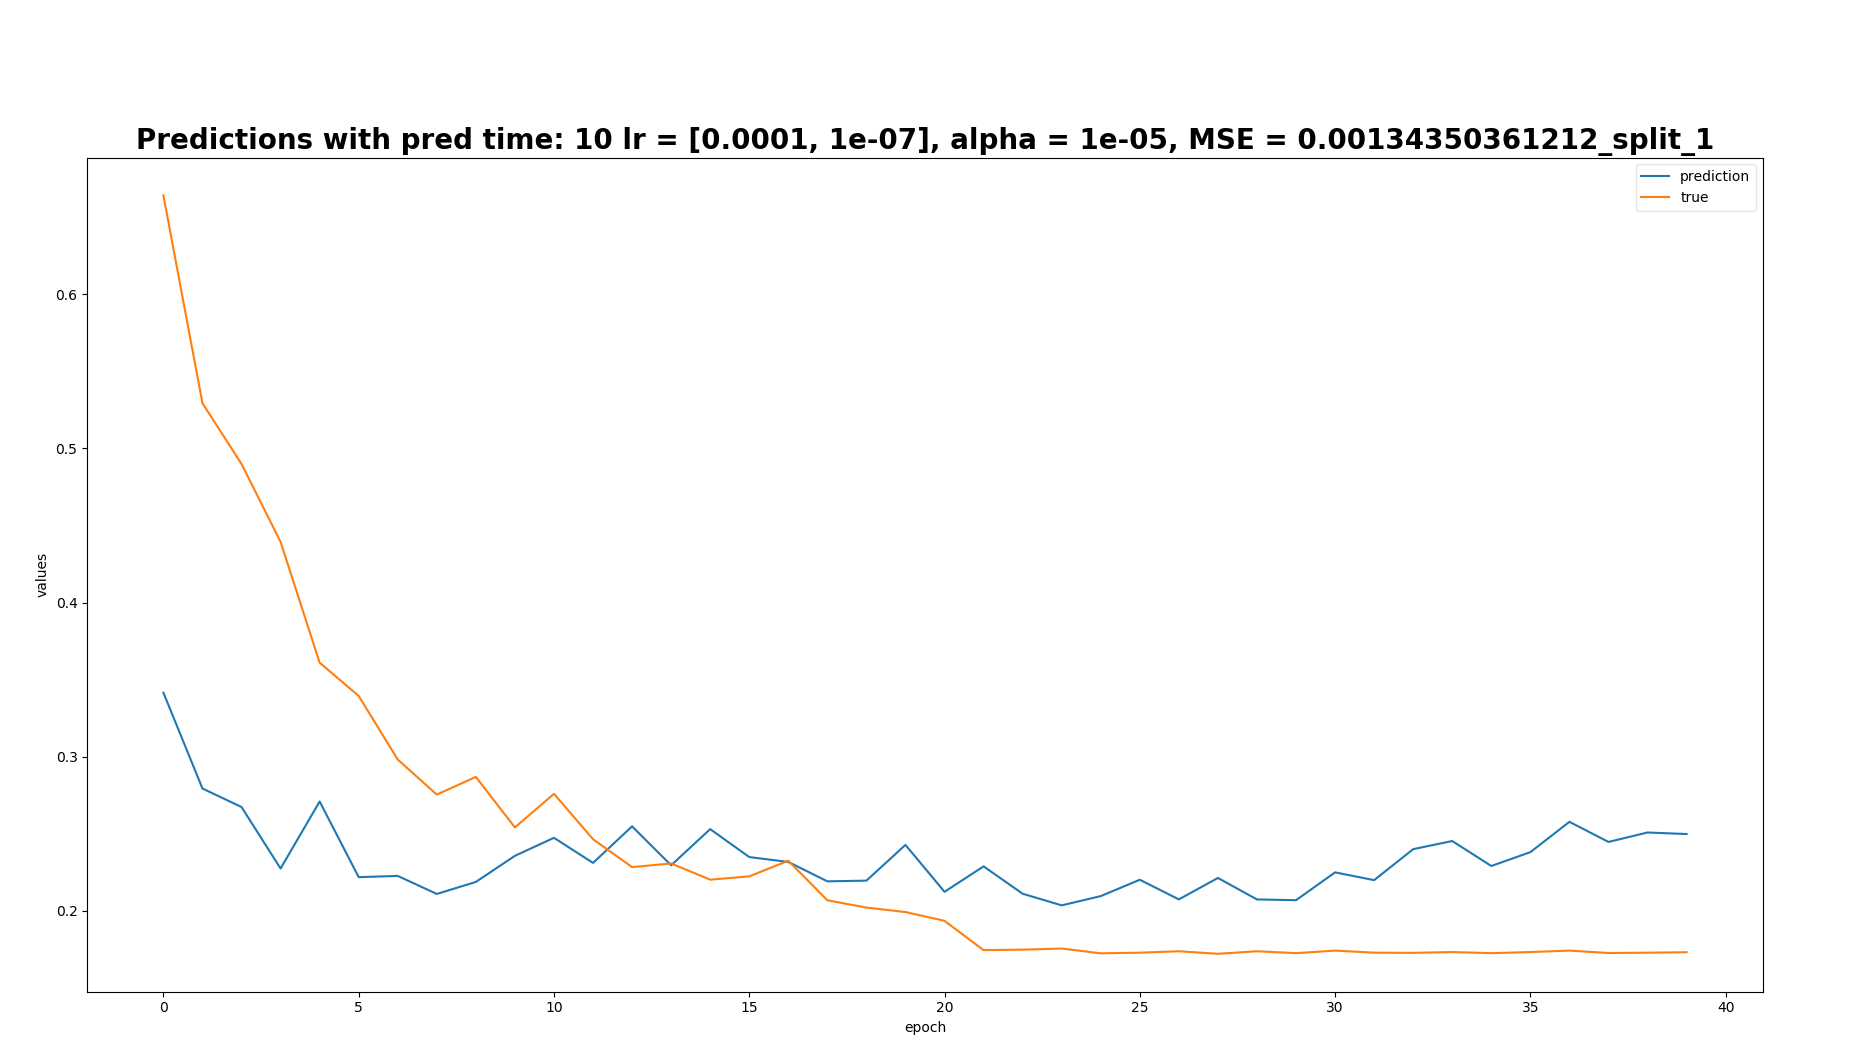 Predictions with pred time: 10 lr = [0.0001, 1e-07], alpha = 1e-05, MSE = 0.00134350361212_split_1
prediction
true
0.6
0.5
0.4
0.3
0.2
values
0 5 10 15 20 25 30 35 40
epoch